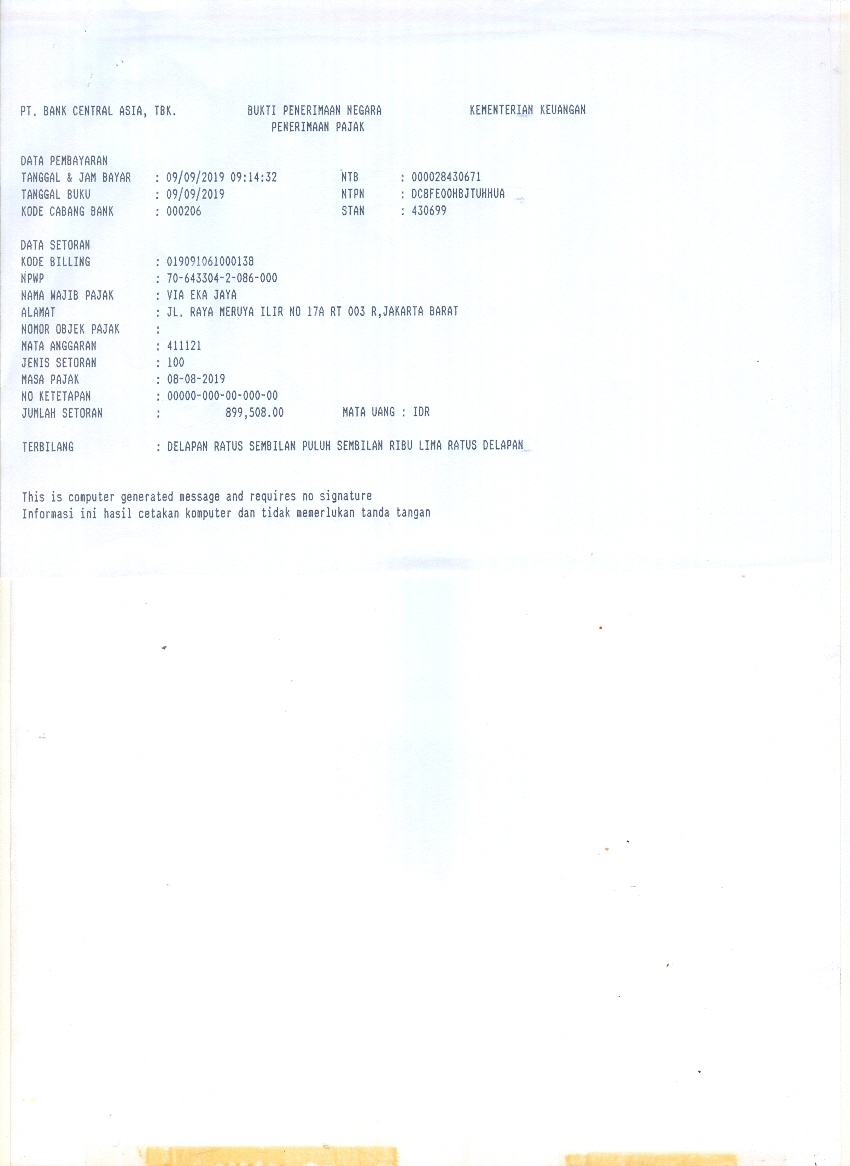 PT. BANK CENTRAL ASIA, TBK. BUKTI PENERIMAAN NEGARA KEMENTERIAN KEUANGAN
PENERIMAAN PAJAK
DATA PEMBAYARAN
TANGGAL & JAM BAYAR : 09/09/2019 09:14:32 NTB : 000028430671
TANGGAL BUKU : 09/09/2019 NTPN : DCBFE00HBJTUHHUA
KODE CABANG BANK : 000206 STAN : 430699
DATA SETORAN
KODE BILLING : 019091061000138
NPWP : 70-643304-2-086-000
NAMA WAJIB PAJAK : VIA EKA JAYA
ALAMAT : JL. RAYA MERUYA ILIR NO 17A RT 003 R,JAKARTA BARAT
NOMOR OBJEK PAJAK :
MATA ANGGARAN : 411121
JENIS SETORAN : 100
MASA PAJAK : 08-08-2019
NO KETETAPAN : 00000-000-00-000-00
JUMLAH SETORAN : 899,508.00 MATA UANG : IDR
TERBILANG : DELAPAN RATUS SEMBILAN PULUH SEMBILAN RIBU LIMA RATUS DELAPAN
This is computer generated message and requires no signature
Informasi ini hasil cetakan komputer dan tidak memerlukan tanda tangan